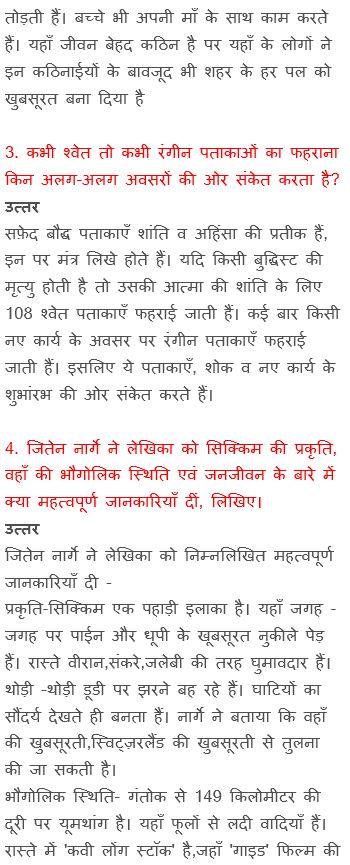 तोड़ती हैं। बच्चे भी अपनी माँ के साथ काम करते
हैं। यहाँ जीवन बेहद कठिन है पर यहाँ के लोगों ने
इन कठिनाईयों के बावजूद भी शहर के हर पल को
खुबसूरत बना दिया है
3. कभी श्वेत तो कभी रंगीन पताकाओं का फहराना
किन अलग-अलग अवसरों की ओर संकेत करता है?
उत्तर
सफ़ेद बौद्ध पताकाएँ शांति व अहिंसा की प्रतीक हैं,
इन पर मंत्र लिखे होते हैं। यदि किसी बुद्धिस्ट की
मृत्यु होती है तो उसकी आत्मा की शांति के लिए
108 श्वेत पताकाएँ फहराई जाती हैं। कई बार किसी
नए कार्य के अवसर पर रंगीन पताकाएँ फहराई
जाती हैं। इसलिए ये पताकाएँ, शोक व नए कार्य के
शुभांरभ की ओर संकेत करते हैं।
4. जितेन नार्गे ने लेखिका को सिक्किम की प्रकृति,
वहाँ की भौगोलिक स्थिति एवं जनजीवन के बारे में
क्या महत्वपूर्ण जानकारियाँ दीं, लिखिए।
उत्तर
जितेन नार्गे ने लेखिका को निम्नलिखित महत्वपूर्ण
जानकारियाँ दी -
प्रकृति-सिक्किम एक पहाड़ी इलाका है। यहाँ जगह -
जगह पर पाईन और धूपी के खूबसूरत नुकीले पेड़
हैं। रास्ते वीरान,संकरे,जलेबी की तरह घुमावदार हैं।
थोड़ी -थोड़ी डूडी पर झरने बह रहे हैं। घाटियों का
सौंदर्य देखते ही बनता हैं। नार्गे ने बताया कि वहाँ
की खुबसूरती,स्विट्ज़रलैंड की खुबसूरती से तुलना
की जा सकती है।
भौगोलिक स्थिति- गंतोक से 149 किलोमीटर की
दूरी पर यूमथांग है। यहाँ फूलों से लदी वादियाँ हैं।
रास्ते में 'कवी लोंग स्टॉक' है,जहाँ 'गाइड' फिल्म की